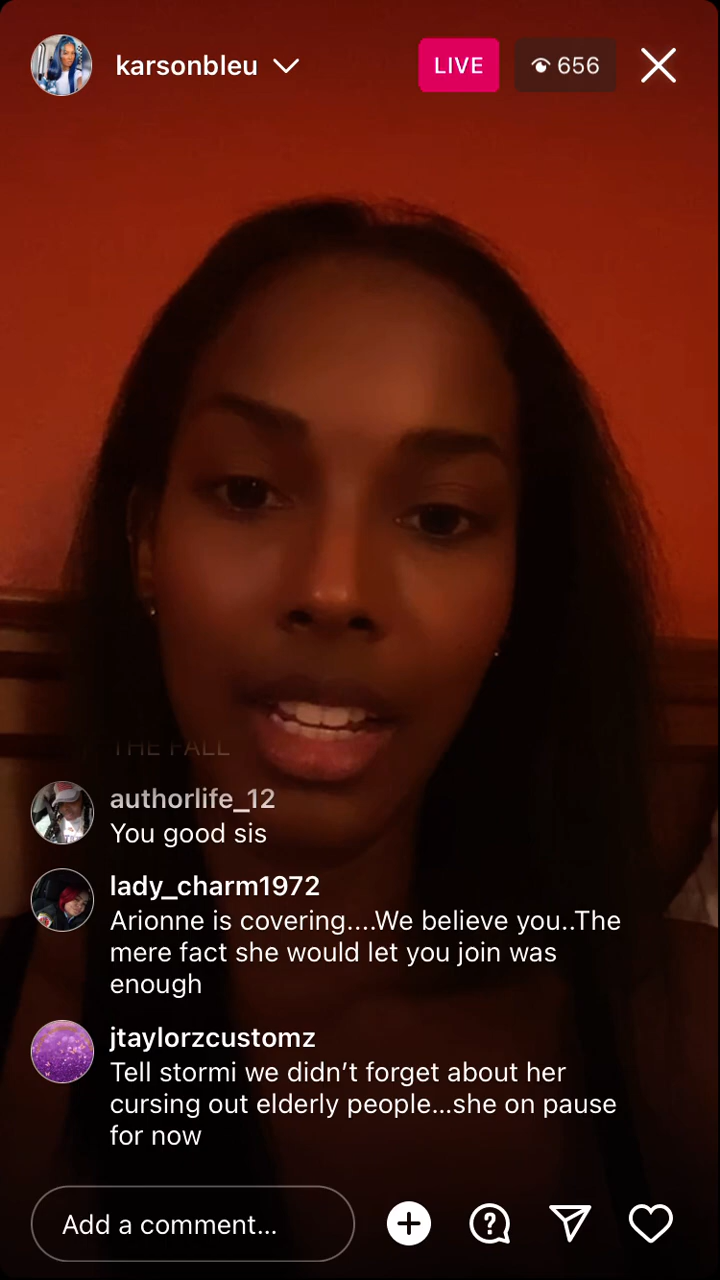 karsonbleu
LIVE
656
THE FALL
authorlife_12
You good sis
lady_charm1972
Arionne is covering....We believe you..The
mere fact she would let you join was
enough
jtaylorzcustomz
Tell stormi we didn’t forget about her
cursing out elderly people...she on pause
for now
Add a comment...